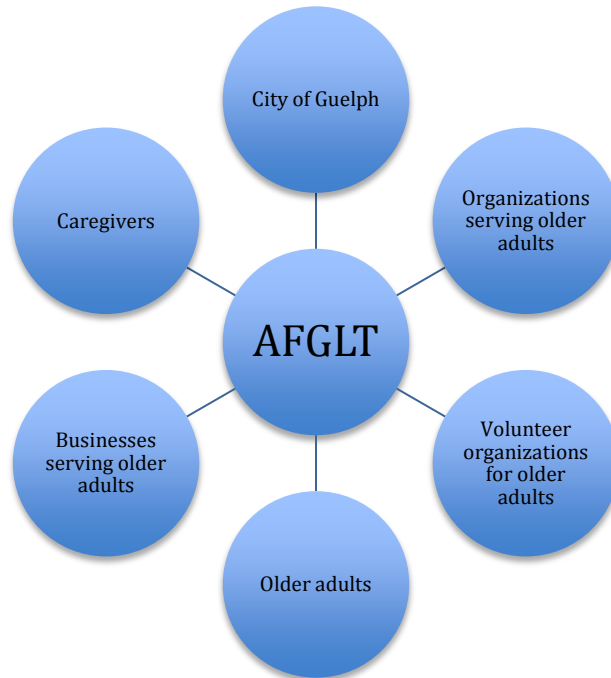 City of Guelph
Organizations
serving older
adults
Volunteer
organizations
for older
adults
Older adults
Businesses
serving older
adults
Caregivers
AFGLT